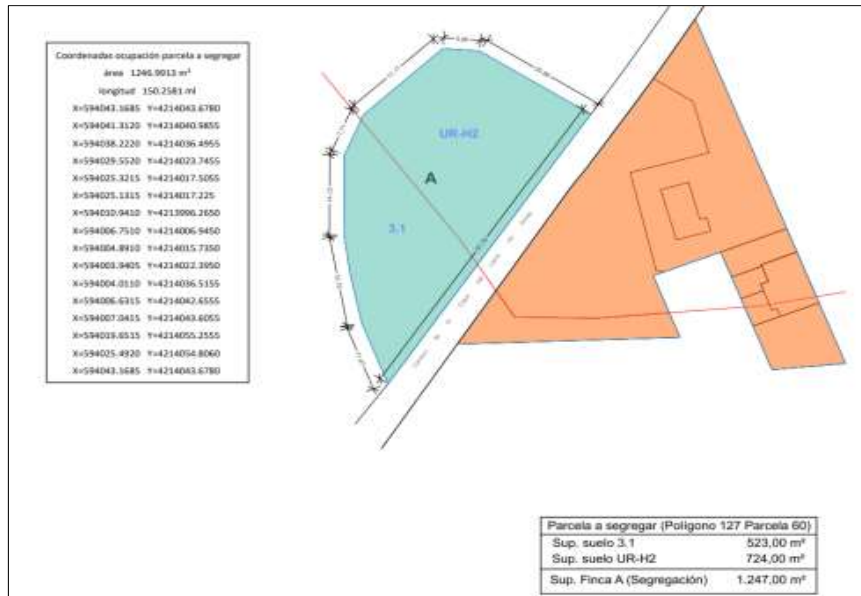 Coordenadas ocupación parcela a segregar
área 1246.9913 m²
longitud 150.2581 ml
X=594043.1685 Y=4214043.6780
X=594041.3120 Y=4214040.9855
X=594038.2220 Y=4214036.4955
X=594029.5520 Y=4214023.7455
X=594025.3215 Y=4214017.5055
X=594025.1315 Y=4214017.225
X=594010.9410 Y=4213996.2650
X=594006.7510 Y=4214006.9450
X=594004.8910 Y=4214015.7350
X=594003.9405 Y=4214022.3950
X=594004.0110 Y=4214036.5155
X=594006.6315 Y=4214042.6555
X=594007.0415 Y=4214043.6055
X=594019.6515 Y=4214055.2555
X=594025.4920 Y=4214054.8060
X=594043.1685 Y=4214043.6780
UR-H2
A
3.1
Parcela a segregar (Polígono 127 Parcela 60)
Sup. suelo 3.1 523,00 m²
Sup. suelo UR-H2 724,00 m²
Sup. Finca A (Segregación) 1.247,00 m²